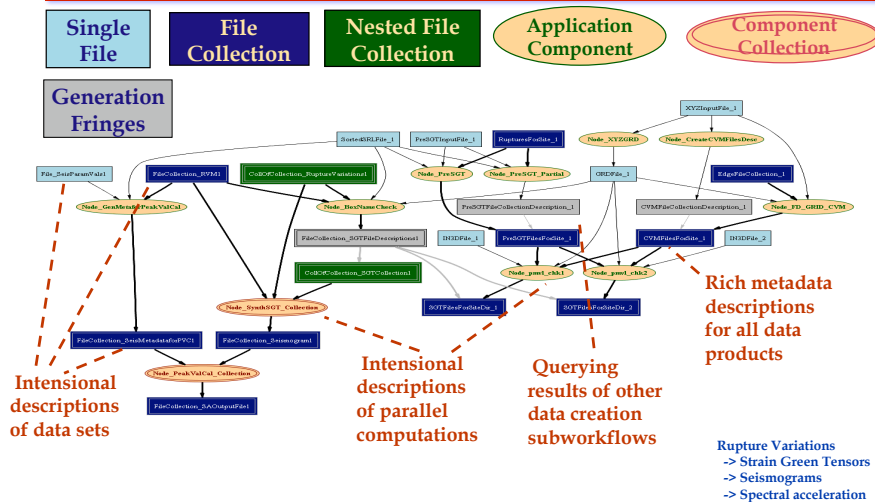 Single
File
File
Collection
Nested File
Collection
Application
Component
Component
Collection
Generation
Fringes
XYZInputFile_1
SortedSRLFile_1
PreSGTInputFile_1
RupturesForSite_1
Node_XYZGRD
Node_CreateCVMFilesDesc
File_SeisParamVals1
FileCollection_RVM1
CollOfCollection_RuptureVariations1
Node_PreSGT
Node_PreSGT_Partial
GRDFile_1
EdgeFileCollection_1
Node_GenMetaforPeakValCal
Node_BoxNameCheck
PreSGTFileCollectionDescription_1
CVMFileCollectionDescription_1
Node_FD_GRID_CVM
FileCollection_SGTFileDescriptions1
IN3DFile_1
PreSGTFilesForSite_1
CVMFilesForSite_1
IN3DFile_2
CollOfCollection_SGTCollection1
Node_pmvl_chk1
Node_pmvl_chk2
Node_SynthSGT_Collection
SGTFilesForSiteDir_1
SGTFilesForSiteDir_2
Rich metadata
descriptions
for all data
products
FileCollection_SeisMetadataforPVC1
FileCollection_Seismogram1
Node_PeakValCal_Collection
FileCollection_SAOutputFile1
Intensional
descriptions
of data sets
Intensional
descriptions
of parallel
computations
Querying
results of other
data creation
subworkflows
Rupture Variations
-> Strain Green Tensors
-> Seismograms
-> Spectral acceleration